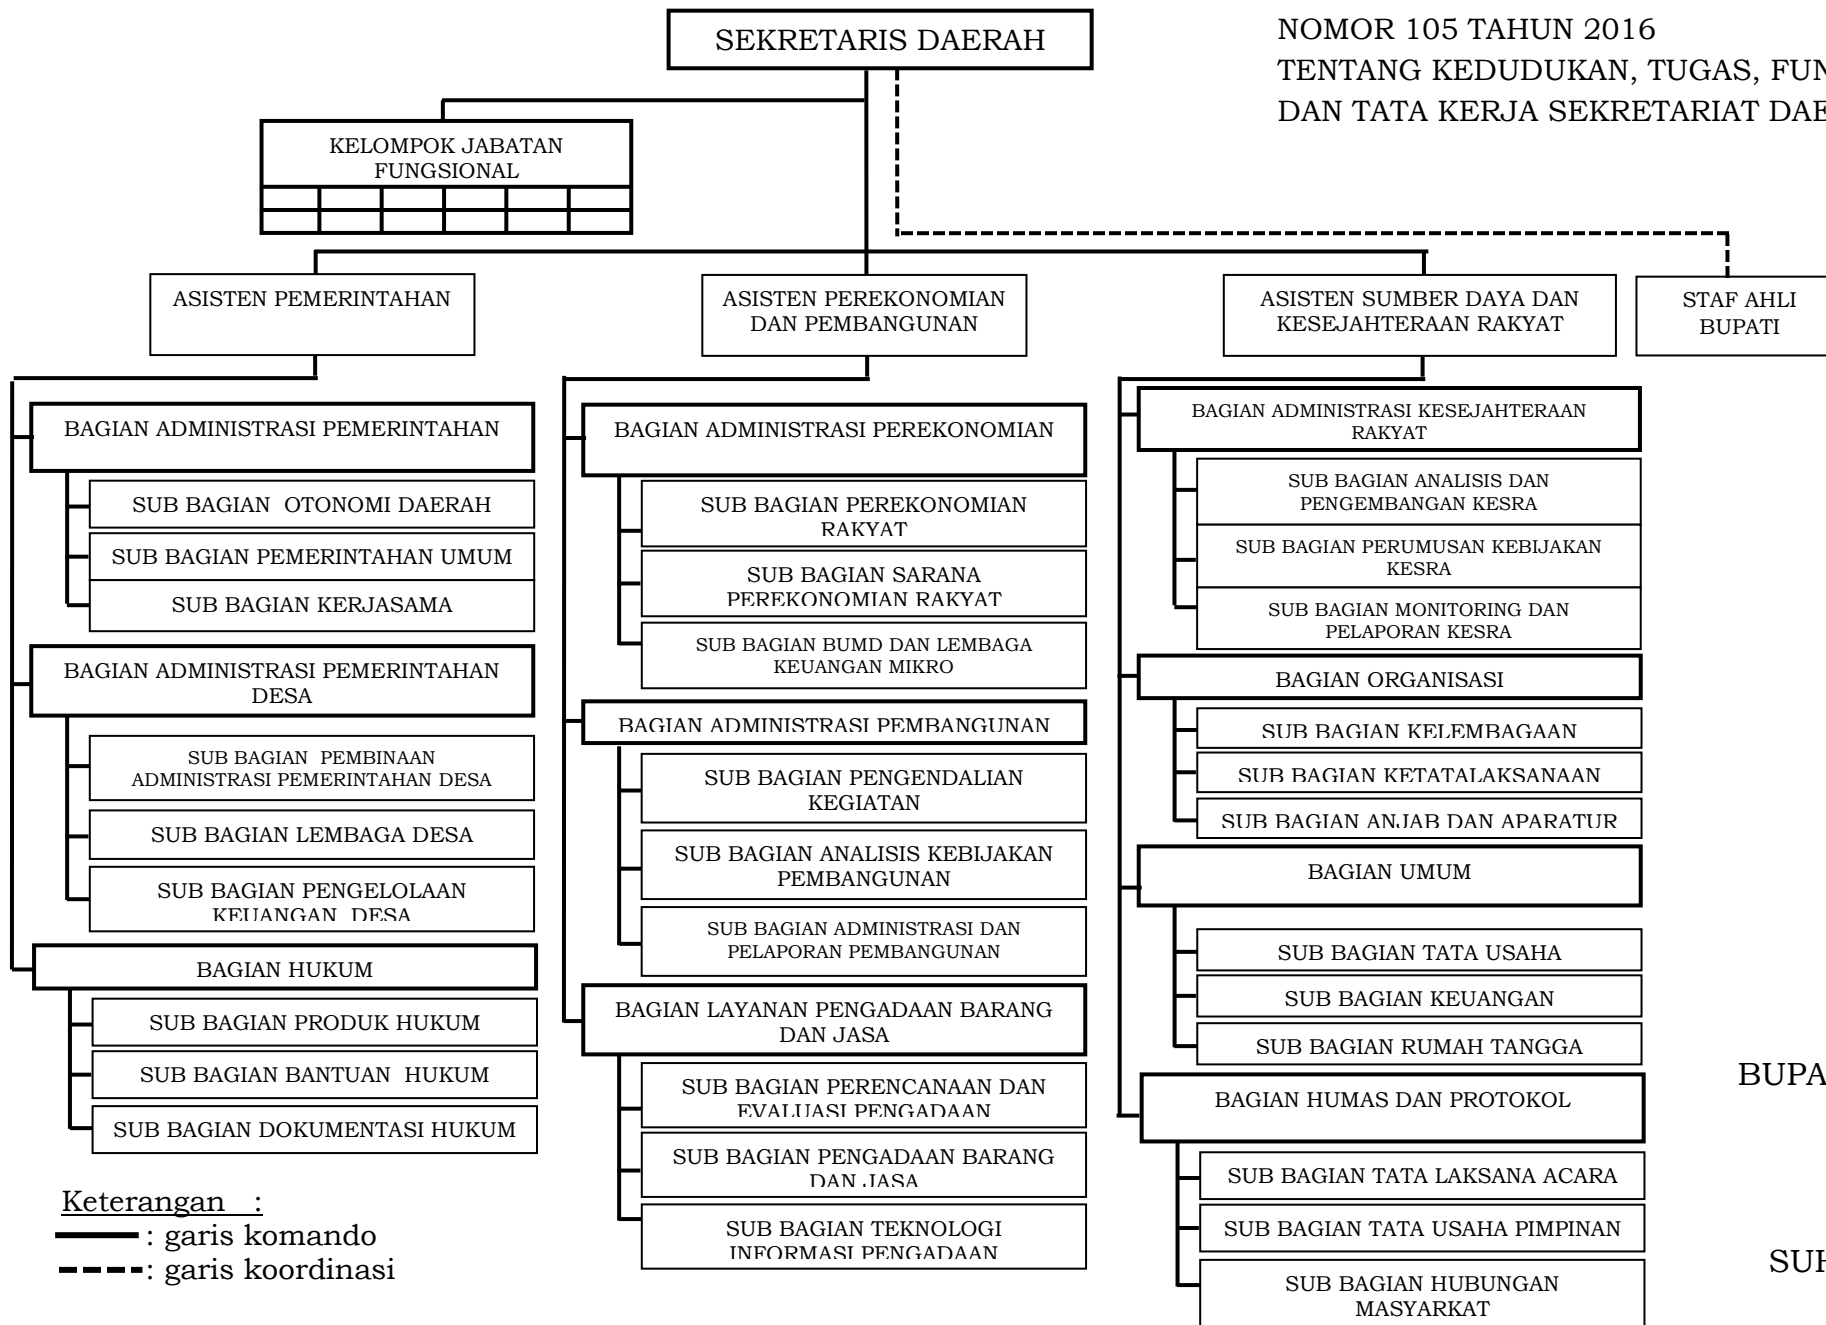 SEKRETARIS DAERAH
NOMOR 105 TAHUN 2016
TENTANG KEDUDUKAN, TUGAS,
DAN TATA KERJA SEKRETARIAT
KELOMPOK JABATAN
FUNGSIONAL
ASISTEN PEMERINTAHAN
ASISTEN PEREKONOMIAN
DAN PEMBANGUNAN
ASISTEN SUMBER DAYA DAN
KESEJAHTERAAN RAKYAT
STAF AHLI
BUPATI
BAGIAN ADMINISTRASI PEMERINTAHAN
SUB BAGIAN OTONOMI DAERAH
SUB BAGIAN PEMERINTAHAN UMUM
SUB BAGIAN KERJASAMA
BAGIAN ADMINISTRASI PEMERINTAHAN
DESA
SUB BAGIAN PEMBINAAN
ADMINISTRASI PEMERINTAHAN DESA
SUB BAGIAN LEMBAGA DESA
SUB BAGIAN PENGELOLAAN
KEUANGAN DESA
BAGIAN HUKUM
SUB BAGIAN PRODUK HUKUM
SUB BAGIAN BANTUAN HUKUM
SUB BAGIAN DOKUMENTASI HUKUM
BAGIAN ADMINISTRASI PEREKONOMIAN
SUB BAGIAN PEREKONOMIAN
RAKYAT
SUB BAGIAN SARANA
PEREKONOMIAN RAKYAT
SUB BAGIAN BUMD DAN LEMBAGA
KEUANGAN MIKRO
BAGIAN ADMINISTRASI PEMBANGUNAN
SUB BAGIAN PENGENDALIAN
KEGIATAN
SUB BAGIAN ANALISIS KEBIJAKAN
PEMBANGUNAN
SUB BAGIAN ADMINISTRASI DAN
PELAPORAN PEMBANGUNAN
BAGIAN LAYANAN PENGADAAN BARANG
DAN JASA
SUB BAGIAN PERENCANAAN DAN
EVALUASI PENGADAAN
SUB BAGIAN PENGADAAN BARANG
DAN JASA
SUB BAGIAN TEKNOLOGI
INFORMASI PENGADAAN
BAGIAN ADMINISTRASI KESEJAHTERAAN
RAKYAT
SUB BAGIAN ANALISIS DAN
PENGEMBANGAN KESRA
SUB BAGIAN PERUMUSAN KEBIJAKAN
KESRA
SUB BAGIAN MONITORING DAN
PELAPORAN KESRA
BAGIAN ORGANISASI
SUB BAGIAN KELEMBAGAAN
SUB BAGIAN KETATALAKSANAAN
SUB BAGIAN ANJAB DAN APARATUR
BAGIAN UMUM
SUB BAGIAN TATA USAHA
SUB BAGIAN KEUANGAN
SUB BAGIAN RUMAH TANGGA
BAGIAN HUMAS DAN PROTOKOL
SUB BAGIAN TATA LAKSANA ACARA
SUB BAGIAN TATA USAHA PIMPINAN
SUB BAGIAN HUBUNGAN
MASYARKAT
Keterangan :
: garis komando
: garis koordinasi